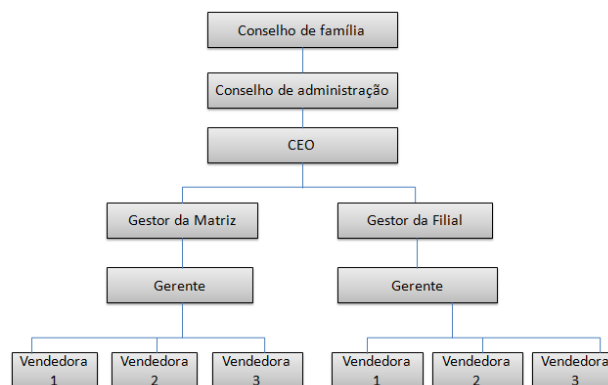 Conselho de família
Conselho de administração
CEO
Gestor da Matriz
Gestor da Filial
Gerente
Gerente
Vendedora
1
Vendedora
2
Vendedora
3
Vendedora
1
Vendedora
2
Vendedora
3